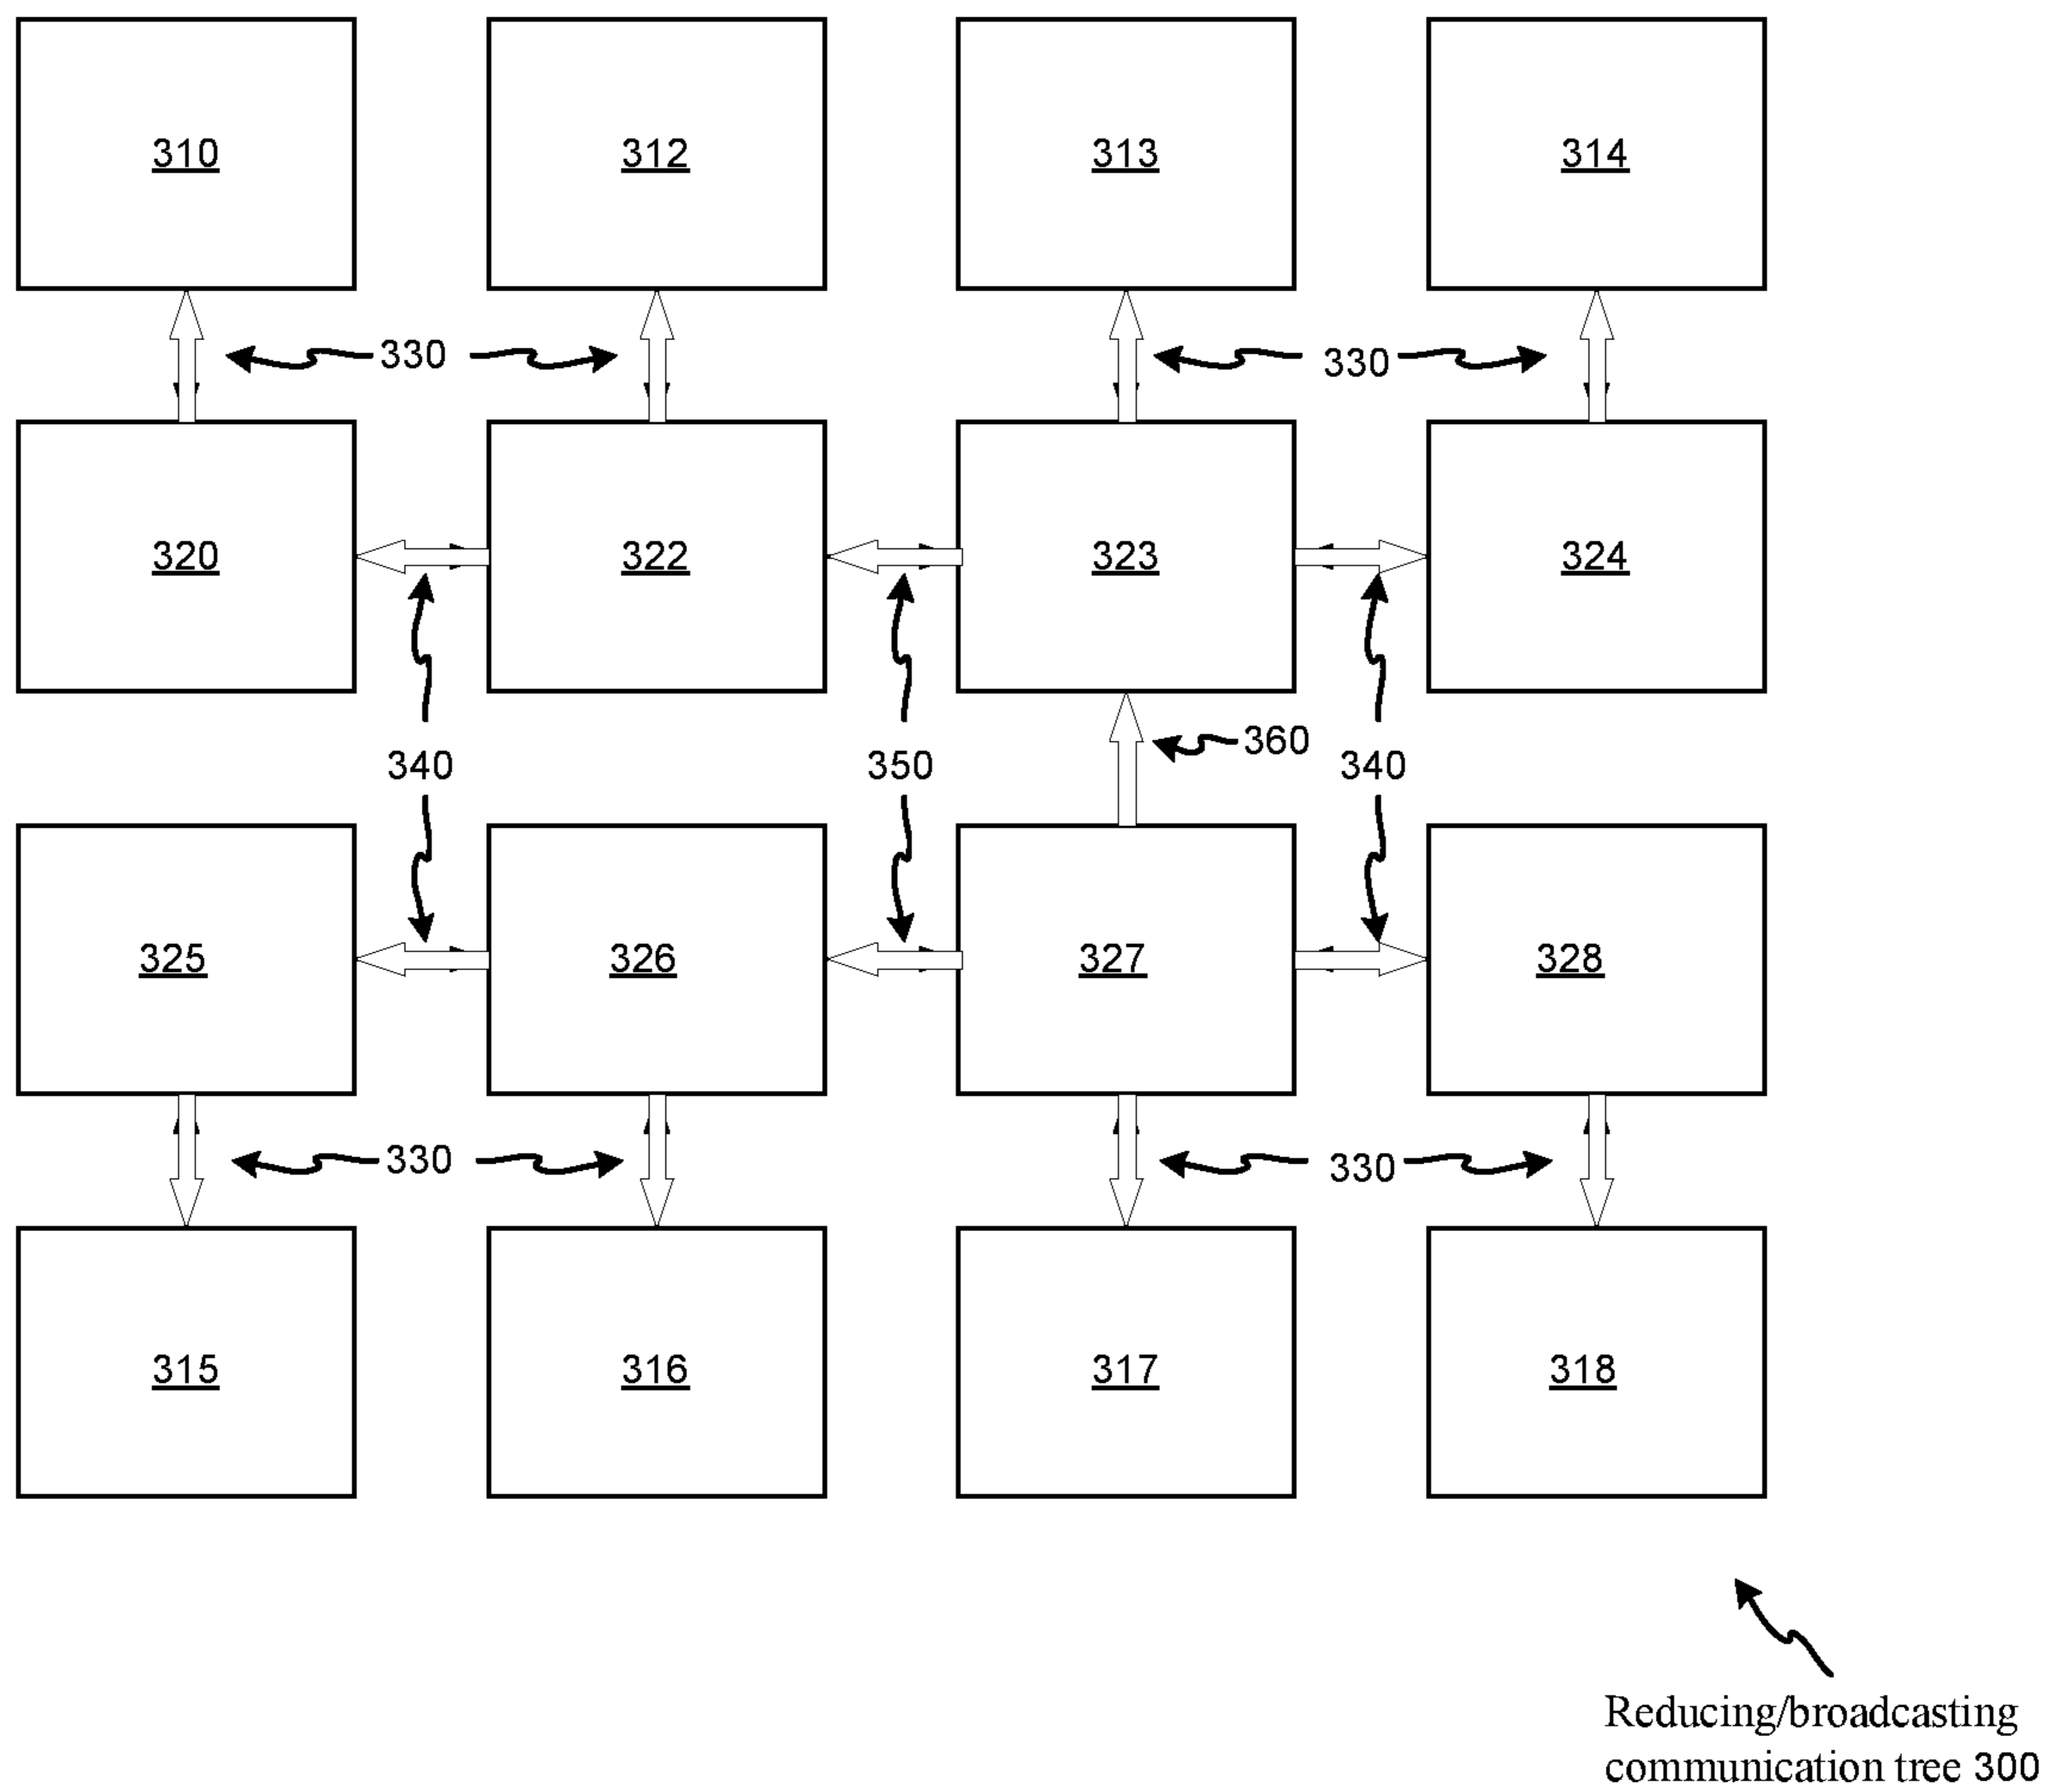 310 312 313 314
330 330
320 322 323 324
360
340 350 340
325 326 327 328
330 330
315 316 317 318
Reducing/broadcasting
communication tree 300